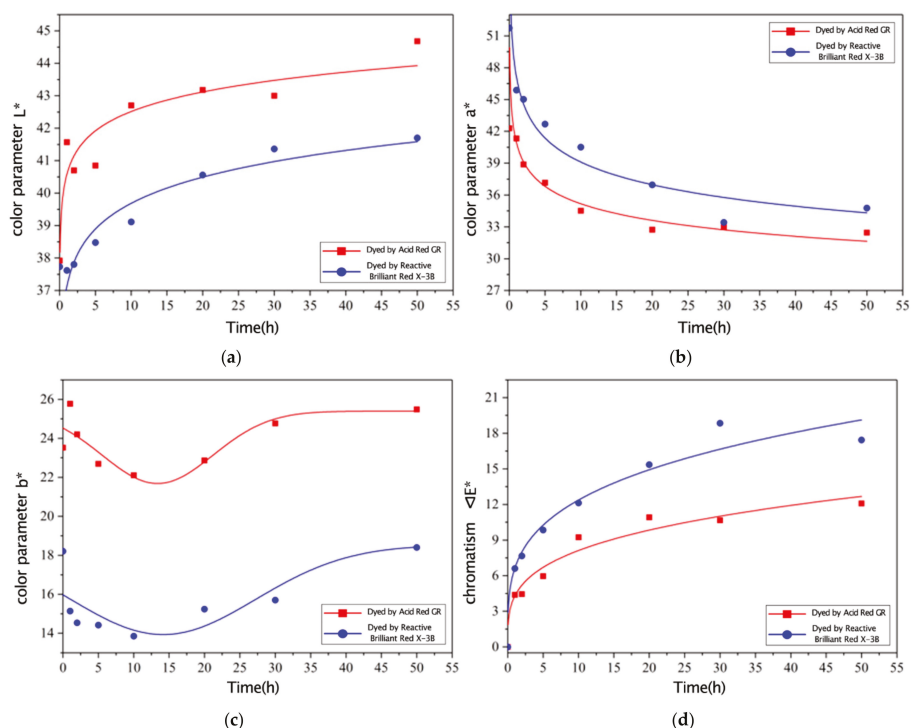 45
44
43
42
41
40
39
38
37
color parameter L*
Dyed by Acid Red GR
Dyed by Reactive
Brilliant Red X-3B
0 5 10 15 20 25 30 35 40 45 50 55
Time(h)
(a)
51
48
45
42
39
36
33
30
27
color parameter a*
Dyed by Acid Red GR
Dyed by Reactive
Brilliant Red X-3B
0 5 10 15 20 25 30 35 40 45 50 55
Time(h)
(b)
26
24
22
20
18
16
14
color parameter b*
Dyed by Acid Red GR
Dyed by Reactive
Brilliant Red X-3B
0 5 10 15 20 25 30 35 40 45 50 55
Time(h)
(c)
21
18
15
12
9
6
3
0
chromatism ⊲E*
Dyed by Acid Red GR
Dyed by Reactive
Brilliant Red X-3B
0 5 10 15 20 25 30 35 40 45 50 55
Time(h)
(d)